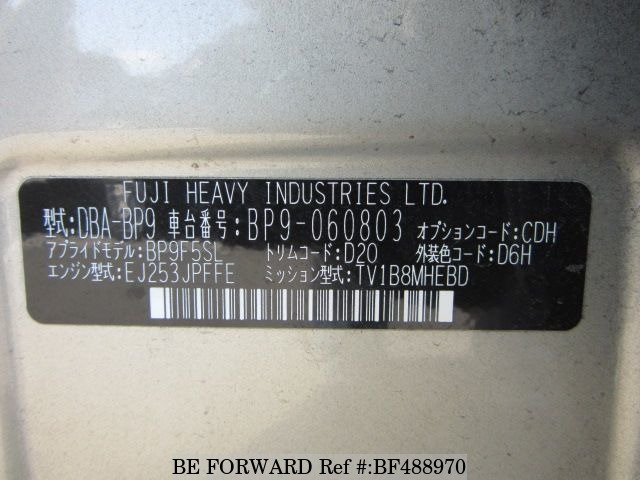 FUJI HEAVY INDUSTRIES LTD.
型式:DBA-BP9 車台番号:BP9-060803 オプションコード:CDH
アプライドモデル:BP9F5SL トリムコード:D20 外装色コード:D6H
エンジン型式:EJ253JPFFE ミッション型式:TV1B8MHEBD
BE FORWARD Ref #:BF488970